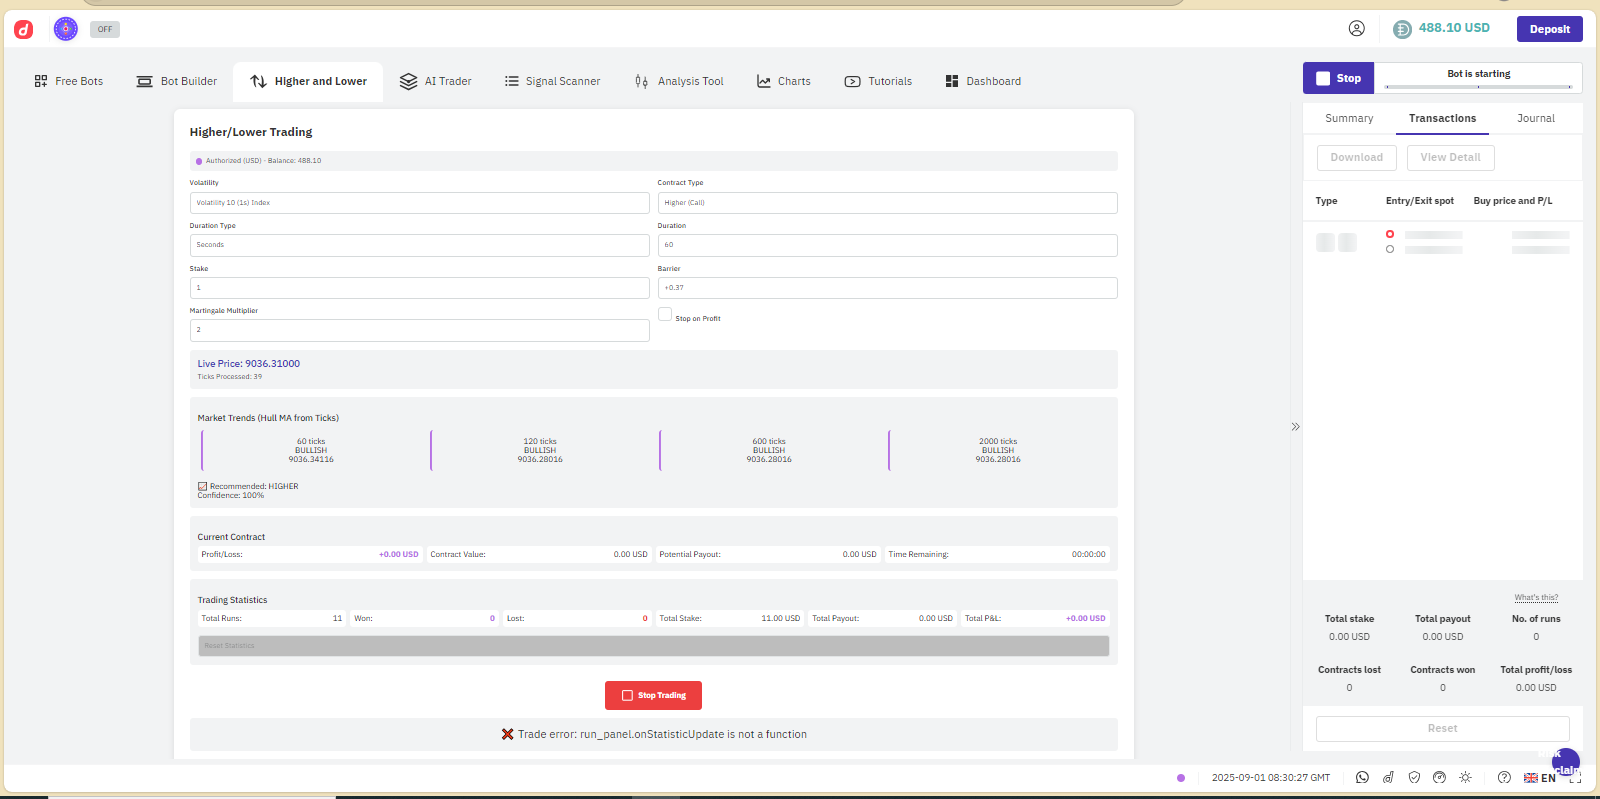 OFF
488.10 USD
Deposit
Free Bots
Bot Builder
Higher and Lower
AI Trader
Signal Scanner
Analysis Tool
Charts
Tutorials
Dashboard
Stop
Bot is starting
Higher/Lower Trading
Authorized (USD) - Balance: 488.10
Volatility
Contract Type
Volatility 10 (1s) Index
Higher (Call)
Duration Type
Duration
Seconds
60
Stake
Barrier
1
+0.37
Martingale Multiplier
Stop on Profit
2
Live Price: 9036.31000
Ticks Processed: 39
Market Trends (Hull MA from Ticks)
60 ticks
BULLISH
9036.34116
120 ticks
BULLISH
9036.28016
600 ticks
BULLISH
9036.28016
2000 ticks
BULLISH
9036.28016
Recommended: HIGHER
Confidence: 100%
Current Contract
Profit/Loss: +0.00 USD
Contract Value: 0.00 USD
Potential Payout: 0.00 USD
Time Remaining: 00:00:00
Trading Statistics
Total Runs: 11
Won: 0
Lost: 0
Total Stake: 11.00 USD
Total Payout: 0.00 USD
Total P&L: +0.00 USD
Reset Statistics
Stop Trading
Trade error: run_panel.onStatisticUpdate is not a function
Summary
Transactions
Journal
Download
View Detail
Type
Entry/Exit spot
Buy price and P/L
What's this?
Total stake
0.00 USD
Total payout
0.00 USD
No. of runs
0
Contracts lost
0
Contracts won
0
Total profit/loss
0.00 USD
Reset
2025-09-01 08:30:27 GMT
EN